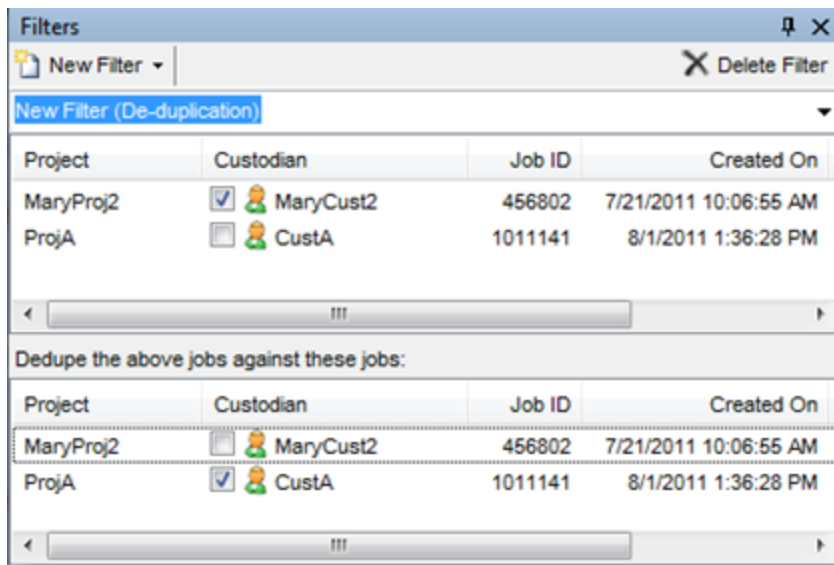 Filters
New Filter Delete Filter
New Filter (De-duplication)
Project Custodian Job ID Created On
MaryProj2 MaryCust2 456802 7/21/2011 10:06:55 AM
ProjA CustA 1011141 8/1/2011 1:36:28 PM
Dedupe the above jobs against these jobs:
Project Custodian Job ID Created On
MaryProj2 MaryCust2 456802 7/21/2011 10:06:55 AM
ProjA CustA 1011141 8/1/2011 1:36:28 PM